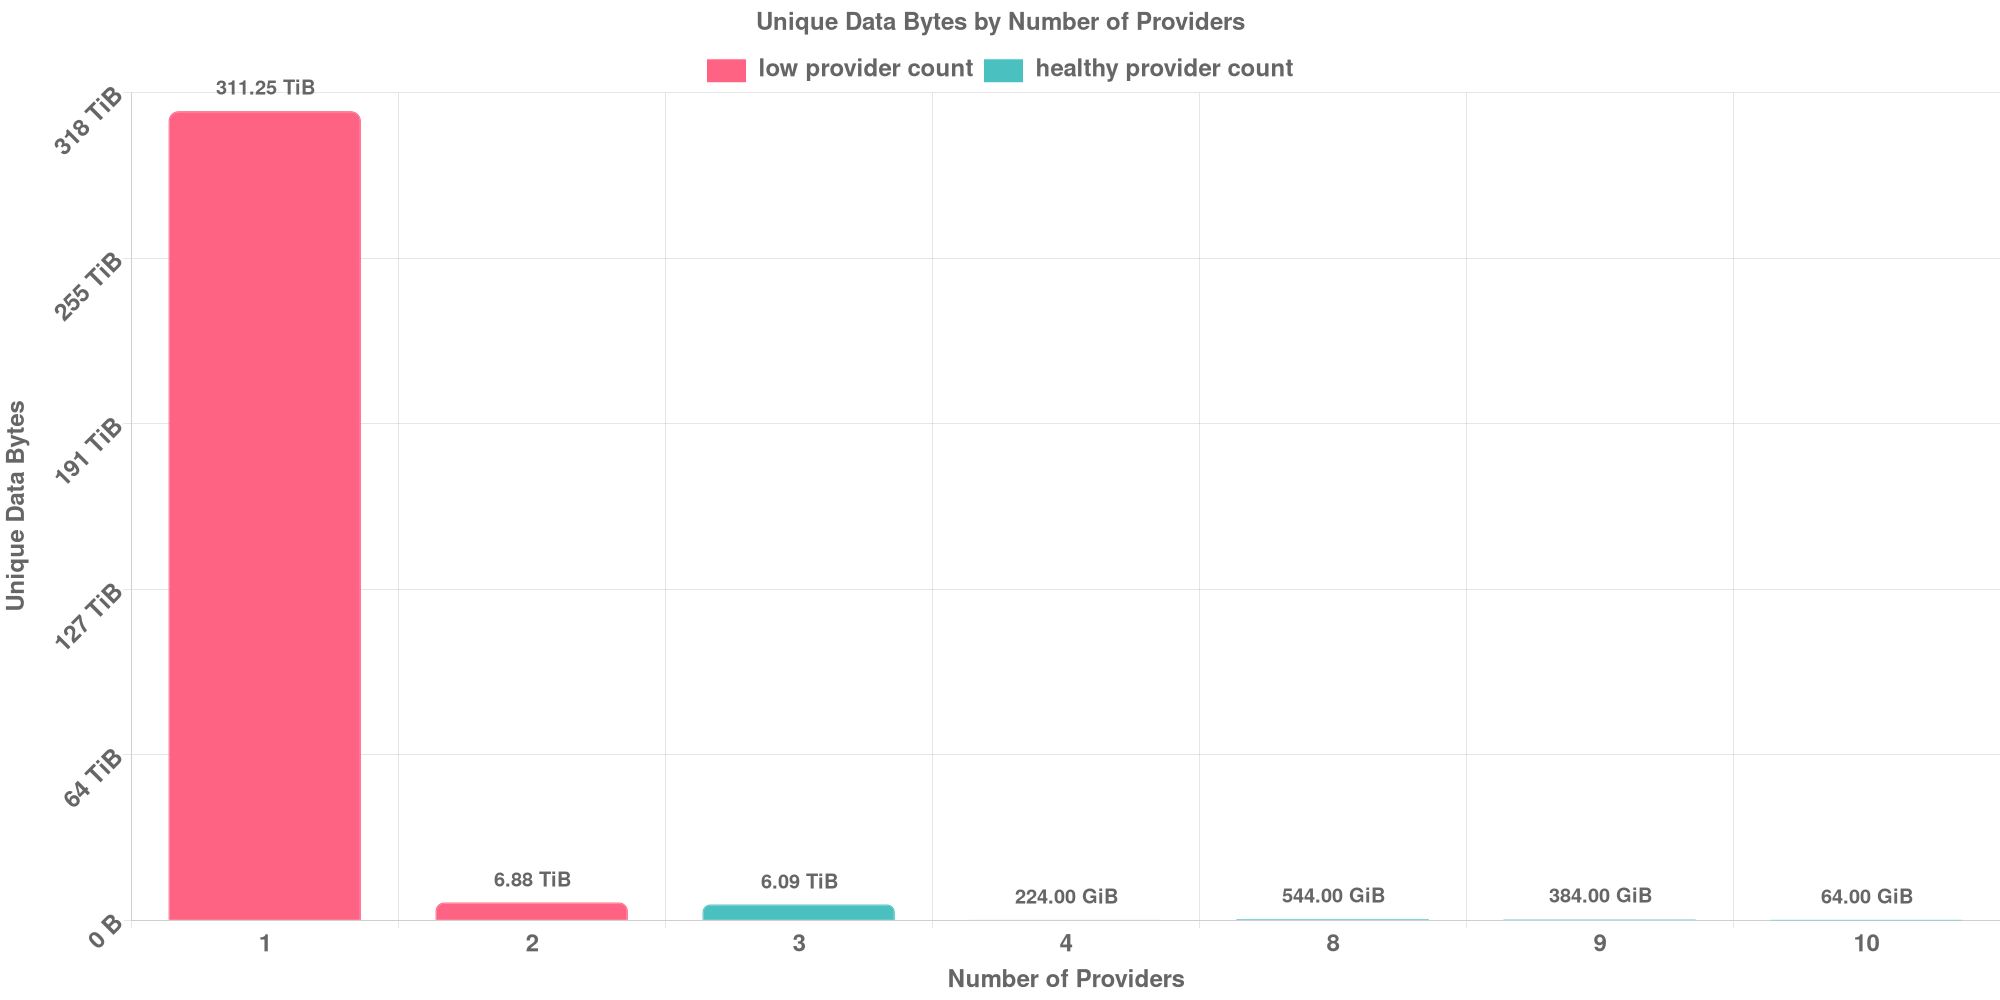 Unique Data Bytes by Number of Providers
low provider count healthy provider count
318 TiB
255 TiB
191 TiB
127 TiB
64 TiB
0 B
Unique Data Bytes
311.25 TiB
6.88 TiB
6.09 TiB
224.00 GiB
544.00 GiB
384.00 GiB
64.00 GiB
1 2 3 4 8 9 10
Number of Providers